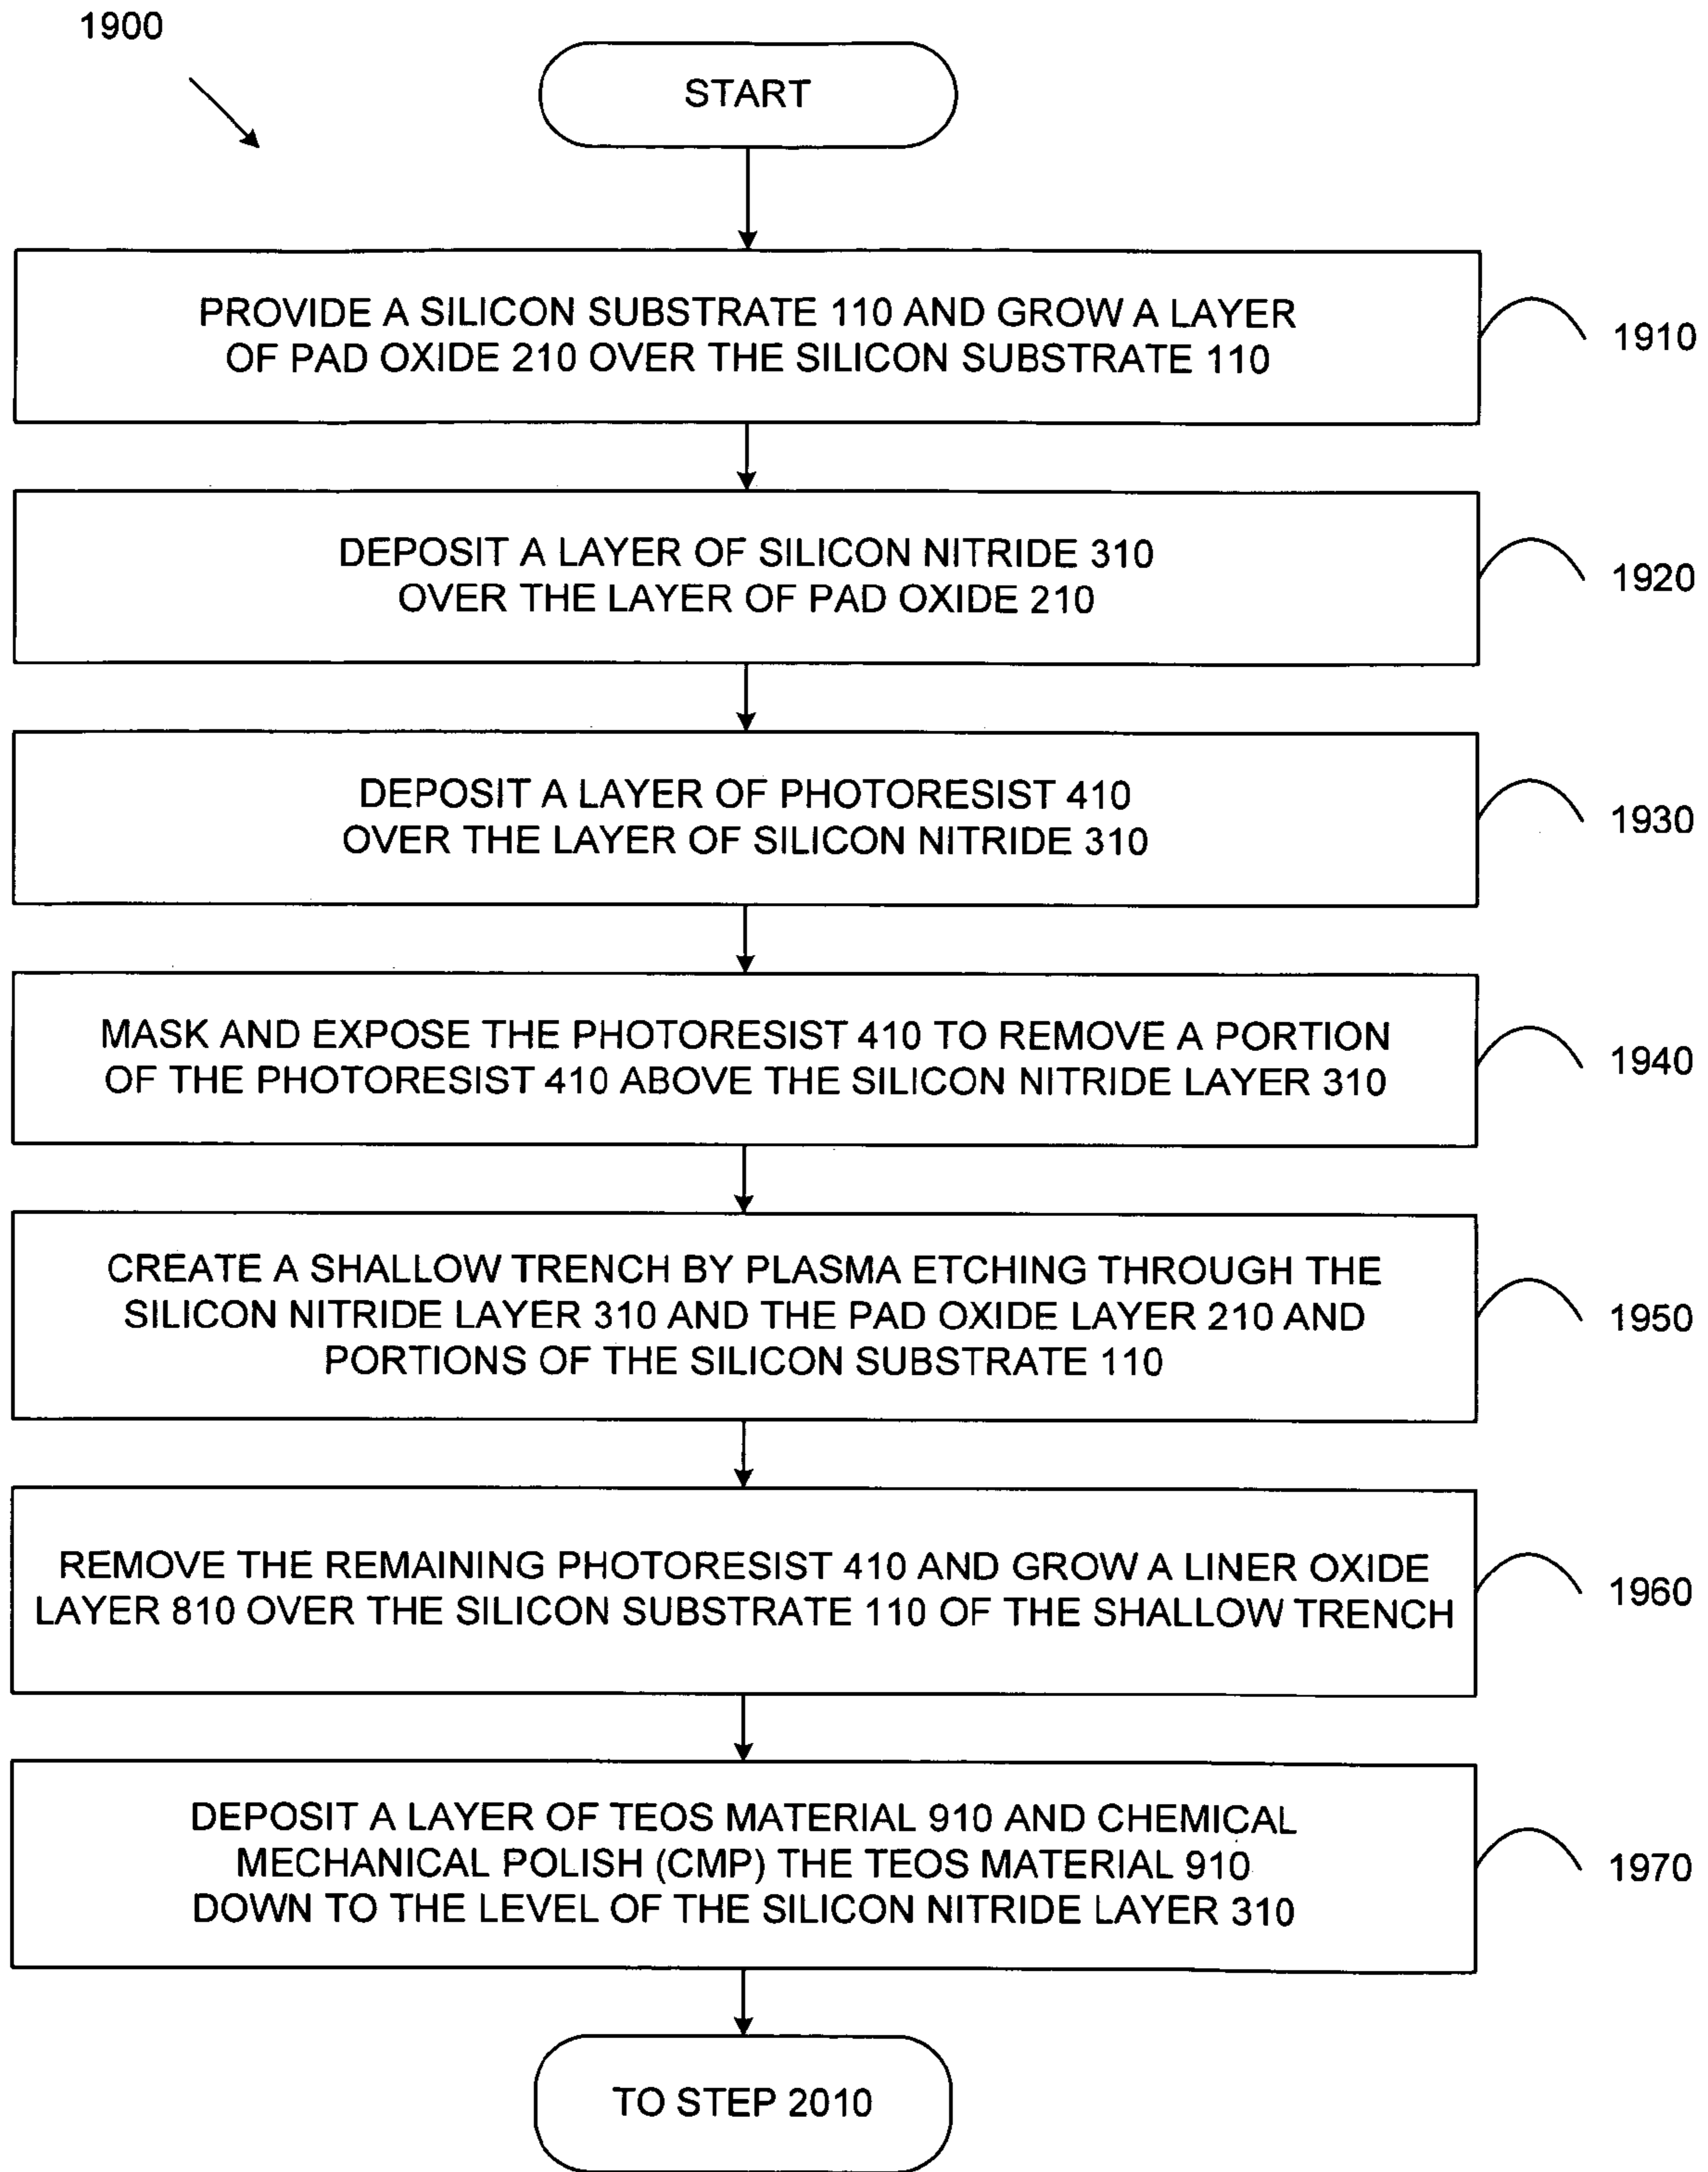 1900
START
PROVIDE A SILICON SUBSTRATE 110 AND GROW A LAYER
OF PAD OXIDE 210 OVER THE SILICON SUBSTRATE 110
1910
DEPOSIT A LAYER OF SILICON NITRIDE 310
OVER THE LAYER OF PAD OXIDE 210
1920
DEPOSIT A LAYER OF PHOTORESIST 410
OVER THE LAYER OF SILICON NITRIDE 310
1930
MASK AND EXPOSE THE PHOTORESIST 410 TO REMOVE A PORTION
OF THE PHOTORESIST 410 ABOVE THE SILICON NITRIDE LAYER 310
1940
CREATE A SHALLOW TRENCH BY PLASMA ETCHING THROUGH THE
SILICON NITRIDE LAYER 310 AND THE PAD OXIDE LAYER 210 AND
PORTIONS OF THE SILICON SUBSTRATE 110
1950
REMOVE THE REMAINING PHOTORESIST 410 AND GROW A LINER OXIDE
LAYER 810 OVER THE SILICON SUBSTRATE 110 OF THE SHALLOW TRENCH
1960
DEPOSIT A LAYER OF TEOS MATERIAL 910 AND CHEMICAL
MECHANICAL POLISH (CMP) THE TEOS MATERIAL 910
DOWN TO THE LEVEL OF THE SILICON NITRIDE LAYER 310
1970
TO STEP 2010